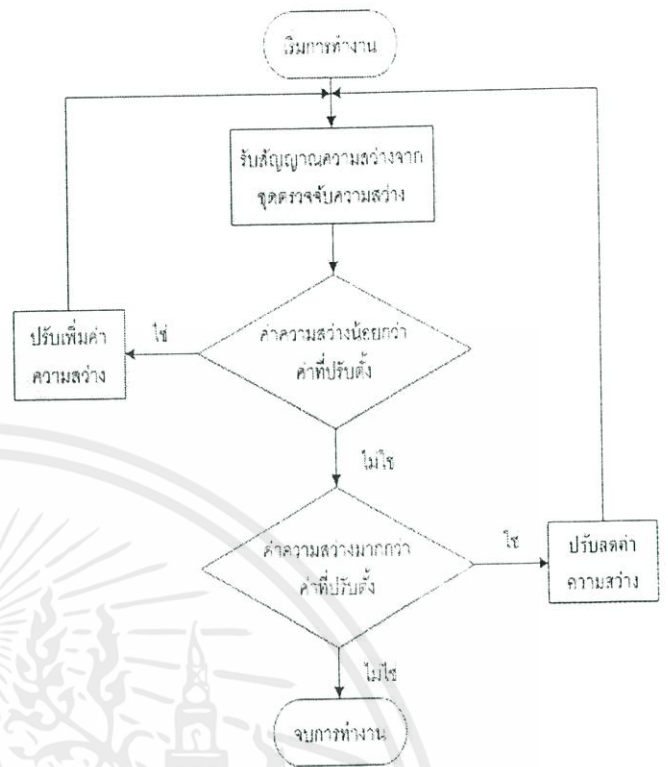 เริ่มการทำงาน
รับสัญญาณความสว่างจาก
ชุดตรวจจับความสว่าง
ค่าความสว่างน้อยกว่า
ค่าที่ปรับตั้ง
ใช่
ปรับเพิ่มค่า
ความสว่าง
ไม่ใช่
ค่าความสว่างมากกว่า
ค่าที่ปรับตั้ง
ใช่
ปรับลดค่า
ความสว่าง
ไม่ใช่
จบการทำงาน